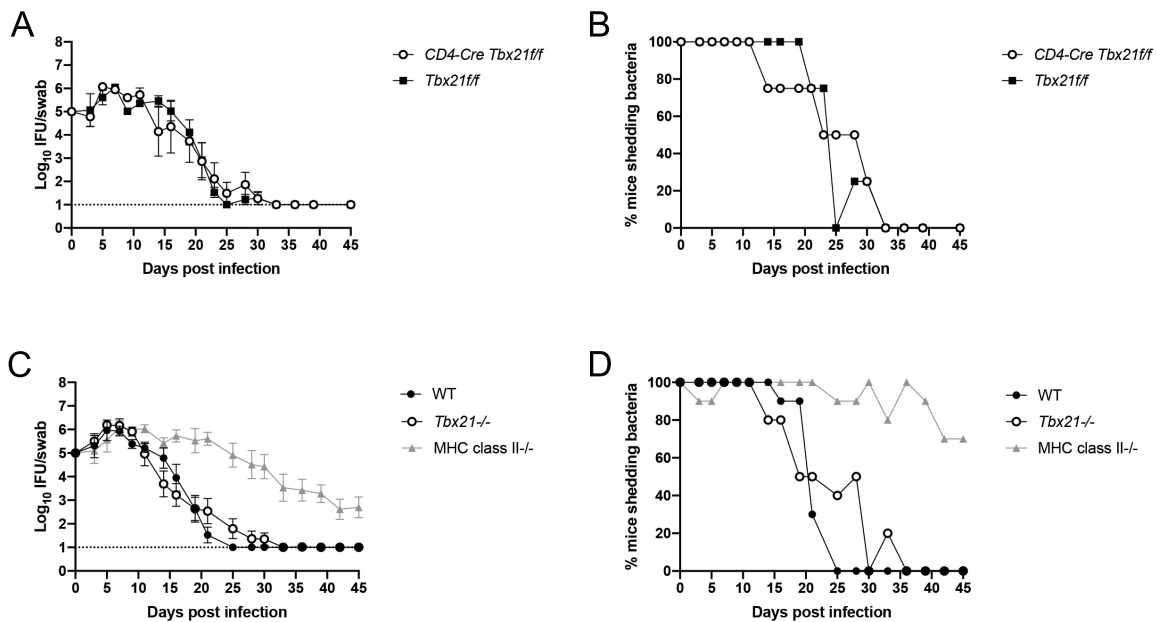 A
8
7
6
5
4
3
2
1
0
Log10 IFU/swab
0 5 10 15 20 25 30 35 40 45
Days post infection
CD4-Cre Tbx21f/f
Tbx21f/f
B
100
80
60
40
20
0
% mice shedding bacteria
0 5 10 15 20 25 30 35 40 45
Days post infection
CD4-Cre Tbx21f/f
Tbx21f/f
C
8
7
6
5
4
3
2
1
0
Log10 IFU/swab
0 5 10 15 20 25 30 35 40 45
Days post infection
WT
Tbx21-/-
MHC class II-/-
D
100
80
60
40
20
0
% mice shedding bacteria
0 5 10 15 20 25 30 35 40 45
Days post infection
WT
Tbx21-/-
MHC class II-/-